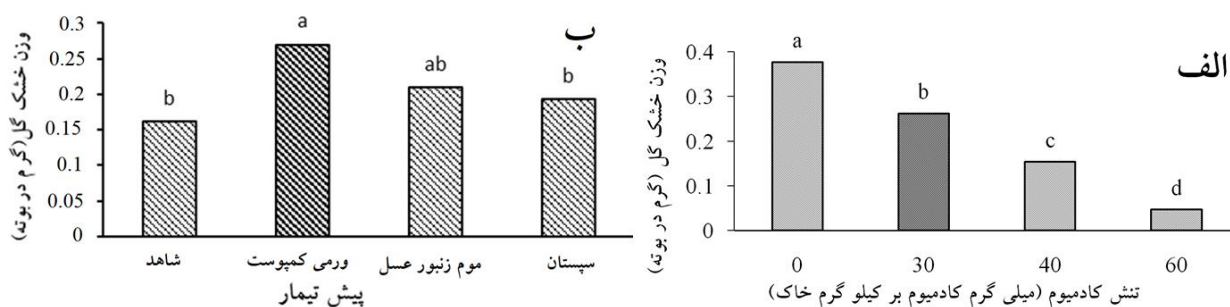 الف
وزن خشک گل (گرم در بوته)
0.4
0.3
0.2
0.1
0
a
b
c
d
0 30 40 60
تنش کادمیوم (میلی گرم کادمیوم بر کیلو گرم خاک)
ب
وزن خشک گل(گرم در بوته)
0.3
0.25
0.2
0.15
0.1
0.05
0
b
a
ab
b
شاهد
ورمی کمپوست
موم زنبور عسل
سپستان
پیش تیمار